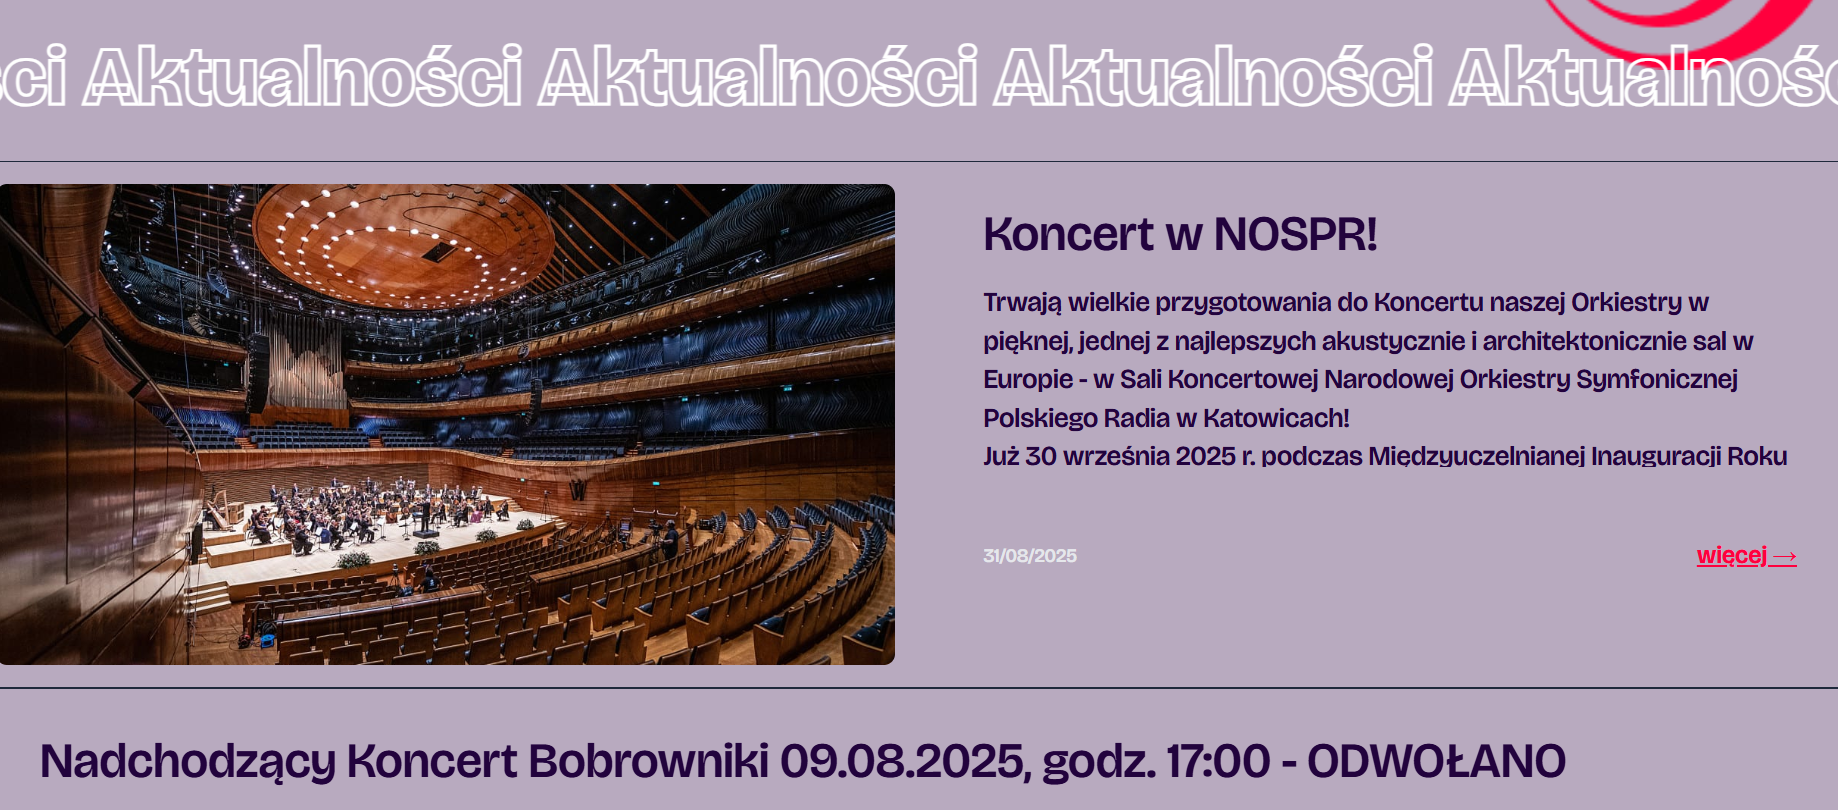 ści Aktualności Aktualności Aktualności Aktualnośc
Koncert w NOSPR!
Trwają wielkie przygotowania do Koncertu naszej Orkiestry w
pięknej, jednej z najlepszych akustycznie i architektonicznie sal w
Europie - w Sali Koncertowej Narodowej Orkiestry Symfonicznej
Polskiego Radia w Katowicach!
Już 30 września 2025 r. podczas Międzyuczelnianej Inauguracji Roku
31/08/2025
więcej →
Nadchodzący Koncert Bobrowniki 09.08.2025, godz. 17:00 - ODWOŁANO